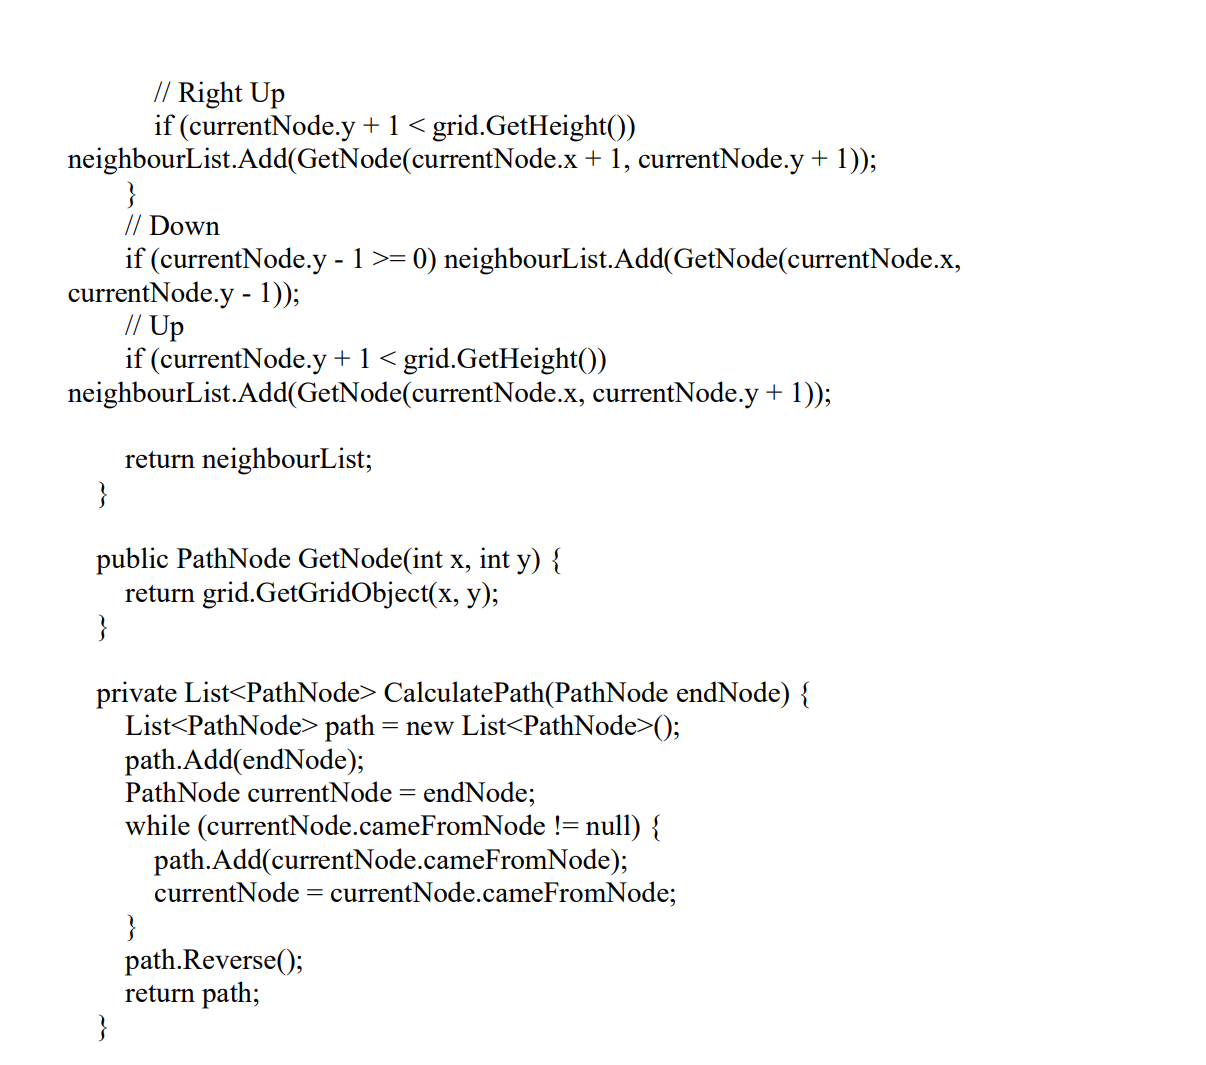 // Right Up
if (currentNode.y + 1 < grid.GetHeight())
neighbourList.Add(GetNode(currentNode.x + 1, currentNode.y + 1));
}
// Down
if (currentNode.y - 1 >= 0) neighbourList.Add(GetNode(currentNode.x,
currentNode.y - 1));
// Up
if (currentNode.y + 1 < grid.GetHeight())
neighbourList.Add(GetNode(currentNode.x, currentNode.y + 1));
return neighbourList;
}
public PathNode GetNode(int x, int y) {
return grid.GetGridObject(x, y);
}
private List<PathNode> CalculatePath(PathNode endNode) {
List<PathNode> path = new List<PathNode>();
path.Add(endNode);
PathNode currentNode = endNode;
while (currentNode.cameFromNode != null) {
path.Add(currentNode.cameFromNode);
currentNode = currentNode.cameFromNode;
}
path.Reverse();
return path;
}